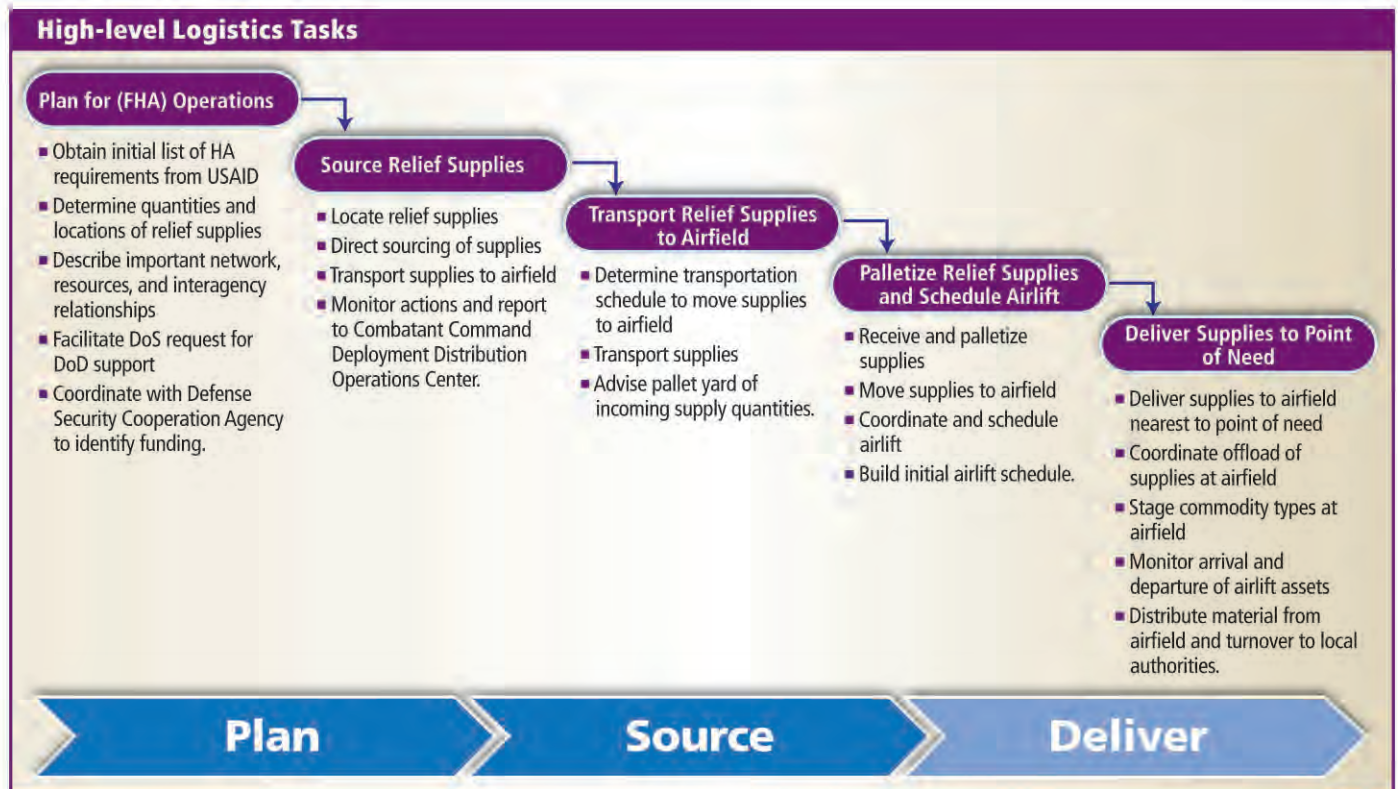 High-level Logistics Tasks
Plan for (FHA) Operations
■ Obtain initial list of HA
requirements from USAID
■ Determine quantities and
locations of relief supplies
■ Describe important network,
resources, and interagency
relationships
■ Facilitate DoS request for
DoD support
■ Coordinate with Defense
Security Cooperation Agency
to identify funding.
Source Relief Supplies
■ Locate relief supplies
■ Direct sourcing of supplies
■ Transport supplies to airfield
■ Monitor actions and report
to Combatant Command
Deployment Distribution
Operations Center.
Transport Relief Supplies
to Airfield
■ Determine transportation
schedule to move supplies
to airfield
■ Transport supplies
■ Advise pallet yard of
incoming supply quantities.
Palletize Relief Supplies
and Schedule Airlift
■ Receive and palletize
supplies
■ Move supplies to airfield
■ Coordinate and schedule
airlift
■ Build initial airlift schedule.
Deliver Supplies to Point
of Need
■ Deliver supplies to airfield
nearest to point of need
■ Coordinate offload of
supplies at airfield
■ Stage commodity types at
airfield
■ Monitor arrival and
departure of airlift assets
■ Distribute material from
airfield and turnover to local
authorities.
Plan
Source
Deliver